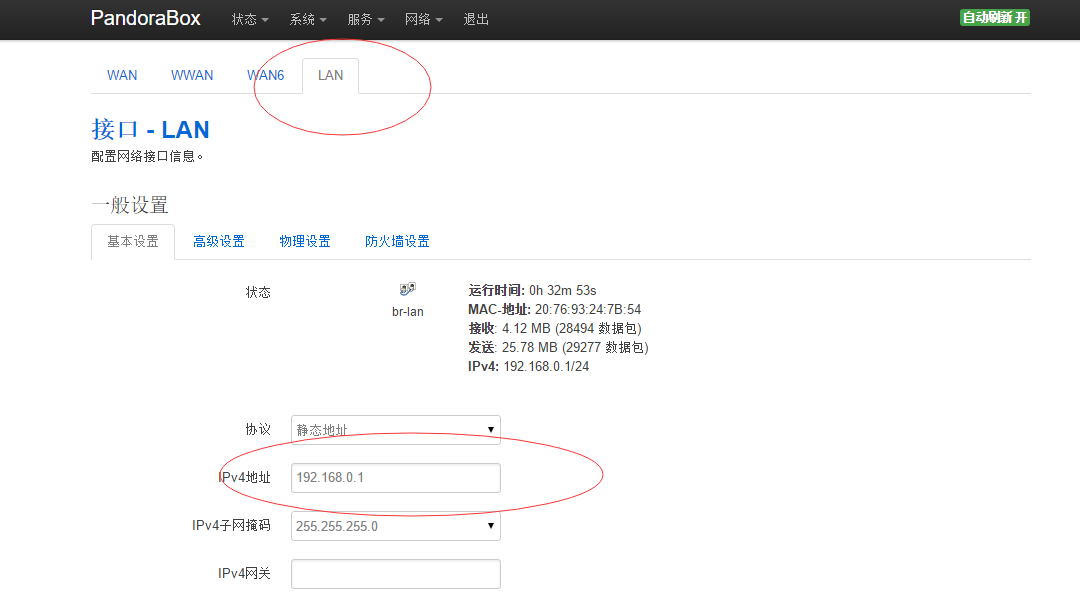 PandoraBox 状态 系统 服务 网络 退出 自动刷新 开
WAN WWAN WAN6 LAN
接口 - LAN
配置网络接口信息。
一般设置
基本设置 高级设置 物理设置 防火墙设置
状态
br-lan
运行时间: 0h 32m 53s
MAC-地址: 20:76:93:24:7B:54
接收: 4.12 MB (28494 数据包)
发送: 25.78 MB (29277 数据包)
IPv4: 192.168.0.1/24
协议 静态地址
IPv4地址 192.168.0.1
IPv4子网掩码 255.255.255.0
IPv4网关